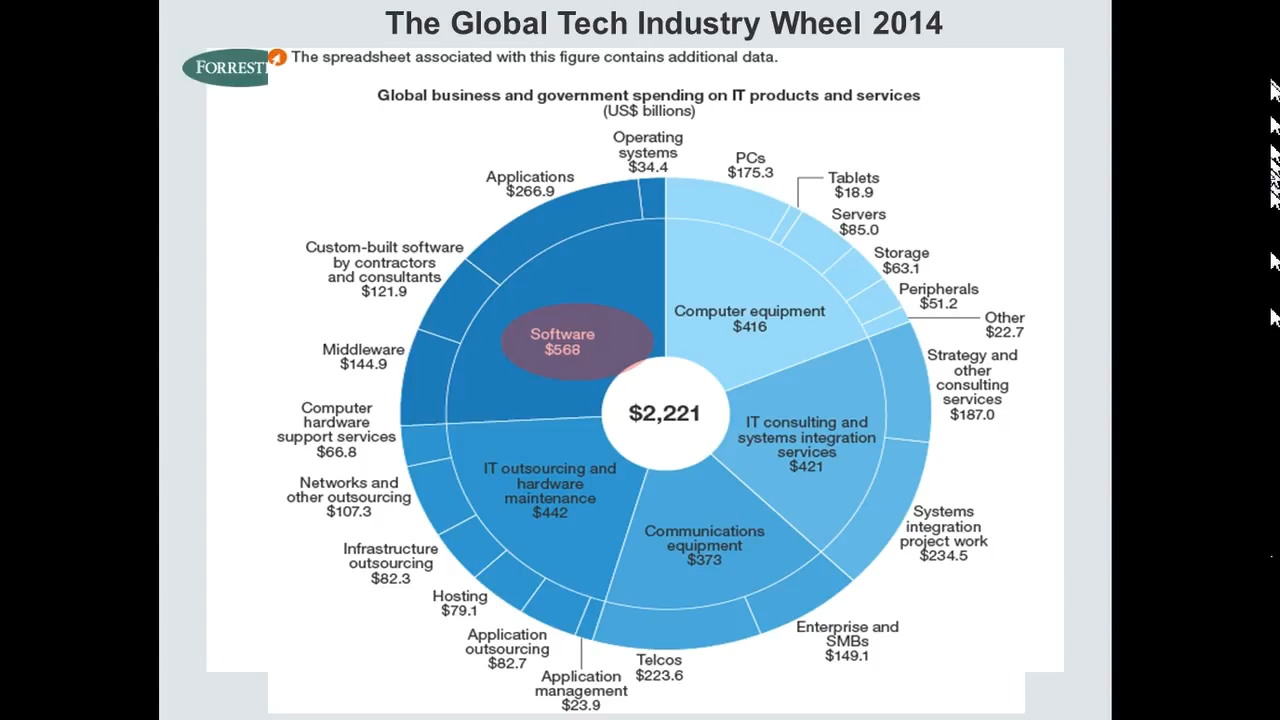 The Global Tech Industry Wheel 2014
The spreadsheet associated with this figure contains additional data.
Global business and government spending on IT products and services
(US$ billions)
Operating
systems
$34.4
PCs
$175.3
Tablets
$18.9
Servers
$85.0
Storage
$63.1
Peripherals
$51.2
Other
$22.7
Strategy and
other
consulting
services
$187.0
Systems
integration
project work
$234.5
Enterprise and
SMBs
$149.1
Telcos
$223.6
Application
management
$23.9
Application
outsourcing
$82.7
Hosting
$79.1
Infrastructure
outsourcing
$82.3
Networks and
other outsourcing
$107.3
Computer
hardware
support services
$66.8
Middleware
$144.9
Custom-built software
by contractors
and consultants
$121.9
Applications
$266.9
Computer equipment
$416
IT consulting and
systems integration
services
$421
Communications
equipment
$373
IT outsourcing and
hardware
maintenance
$442
Software
$568
$2,221